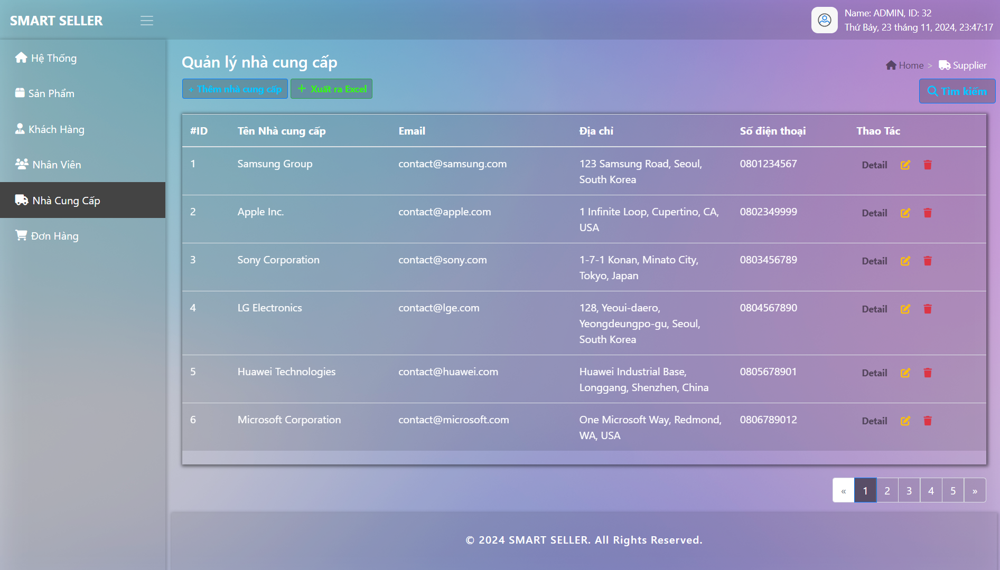 SMART SELLER
Name: ADMIN, ID: 32
Thứ Bảy, 23 tháng 11, 2024, 23:47:17
Hệ Thống
Sản Phẩm
Khách Hàng
Nhân Viên
Nhà Cung Cấp
Đơn Hàng
Quản lý nhà cung cấp
Home > Supplier
+ Thêm nhà cung cấp
Xuất ra Excel
Tìm kiếm
#ID Tên Nhà cung cấp Email Địa chỉ Số điện thoại Thao Tác
1 Samsung Group contact@samsung.com 123 Samsung Road, Seoul, 0801234567 Detail
South Korea
2 Apple Inc. contact@apple.com 1 Infinite Loop, Cupertino, CA, 0802349999 Detail
USA
3 Sony Corporation contact@sony.com 1-7-1 Konan, Minato City, 0803456789 Detail
Tokyo, Japan
4 LG Electronics contact@lge.com 128, Yeoui-daero, 0804567890 Detail
Yeongdeungpo-gu, Seoul,
South Korea
5 Huawei Technologies contact@huawei.com Huawei Industrial Base, 0805678901 Detail
Longgang, Shenzhen, China
6 Microsoft Corporation contact@microsoft.com One Microsoft Way, Redmond, 0806789012 Detail
WA, USA
« 1 2 3 4 5 »
© 2024 SMART SELLER. All Rights Reserved.